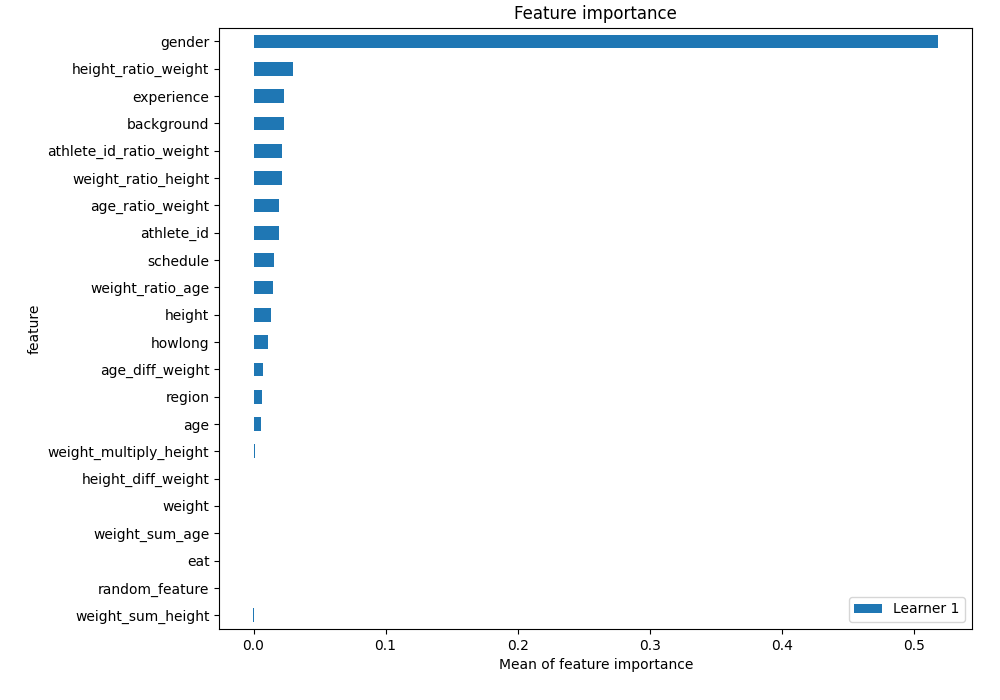 Feature importance
gender
height_ratio_weight
experience
background
athlete_id_ratio_weight
weight_ratio_height
age_ratio_weight
athlete_id
schedule
weight_ratio_age
height
howlong
age_diff_weight
region
age
weight_multiply_height
height_diff_weight
weight
weight_sum_age
eat
random_feature
weight_sum_height
feature
Learner 1
0.0 0.1 0.2 0.3 0.4 0.5
Mean of feature importance